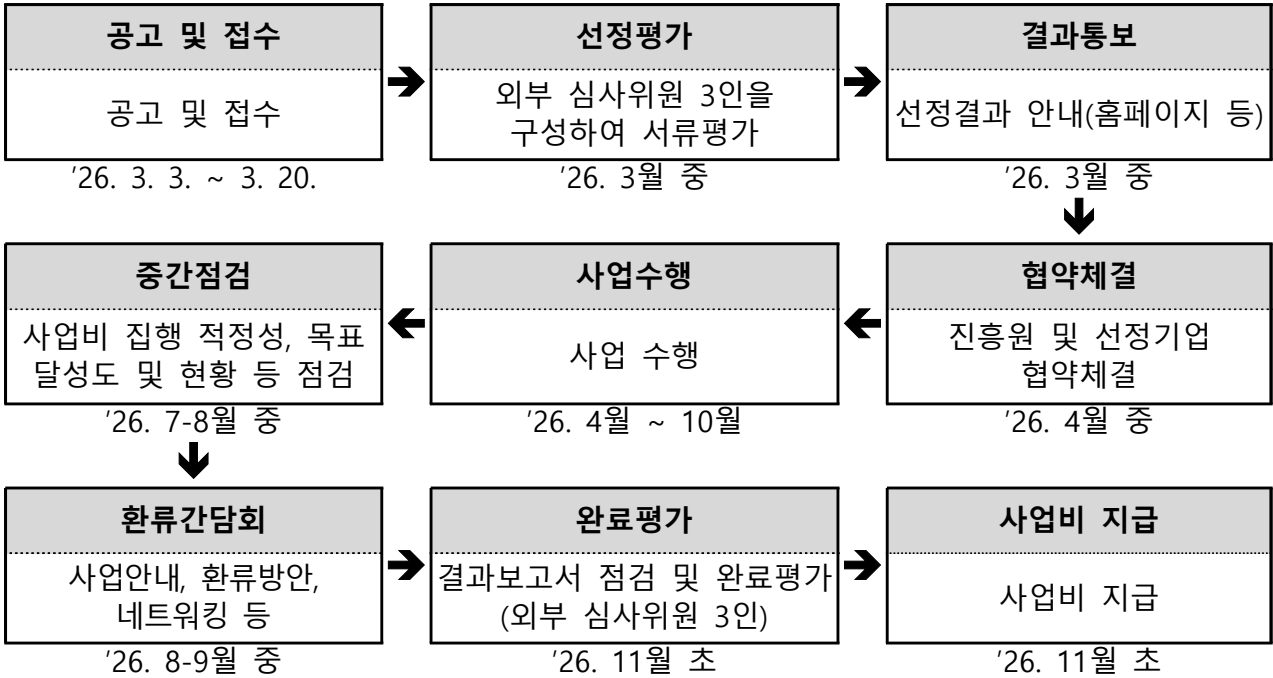 공고 및 접수
공고 및 접수
'26. 3. 3. ~ 3. 20.
선정평가
외부 심사위원 3인을
구성하여 서류평가
'26. 3월 중
결과통보
선정결과 안내(홈페이지 등)
'26. 3월 중
협약체결
진흥원 및 선정기업
협약체결
'26. 4월 중
사업수행
사업 수행
'26. 4월 ~ 10월
중간점검
사업비 집행 적정성, 목표
달성도 및 현황 등 점검
'26. 7-8월 중
환류간담회
사업안내, 환류방안,
네트워킹 등
'26. 8-9월 중
완료평가
결과보고서 점검 및 완료평가
(외부 심사위원 3인)
'26. 11월 초
사업비 지급
사업비 지급
'26. 11월 초